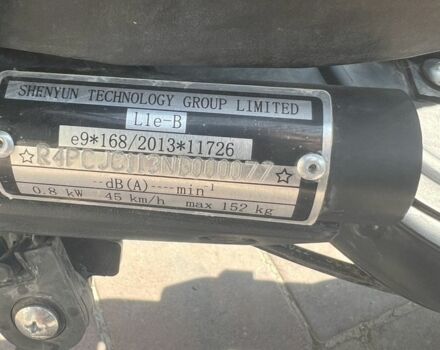 SHENYUN TECHNOLOGY GROUP LIMITED
L1e-B
e9*168/2013*11726
☆R4PCJC113NB000077☆
--dB(A)----min⁻¹
0.8 kW 45 km/h max 152 kg